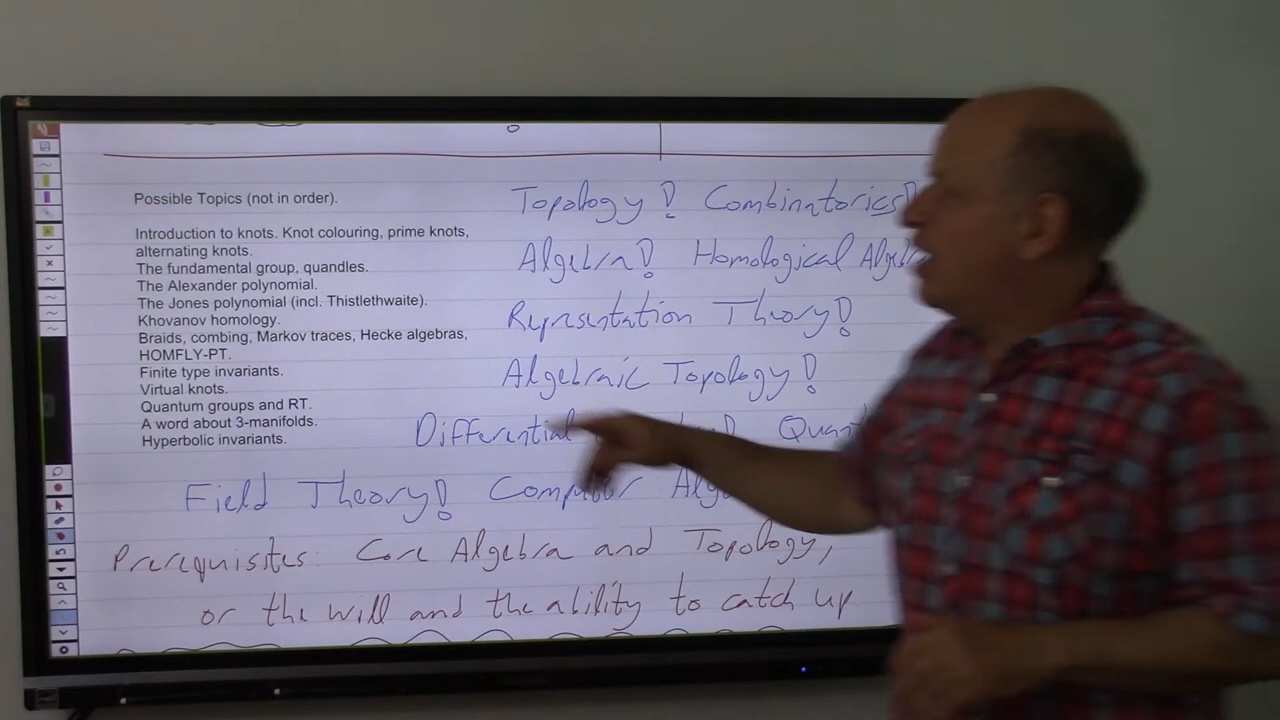 Possible Topics (not in order).
Topology! Combinatorics!
Introduction to knots. Knot colouring, prime knots,
alternating knots.
Algebra! Homological
The fundamental group, quandles.
The Alexander polynomial.
The Jones polynomial (incl. Thistlethwaite).
Representation Theory!
Khovanov homology.
Braids, combing, Markov traces, Hecke algebras,
HOMFLY-PT.
Finite type invariants.
Algebraic Topology!
Virtual knots.
Quantum groups and RT.
A word about 3-manifolds.
Hyperbolic invariants.
Differential
Field Theory! Computer
Prerequisites: Core Algebra and Topology,
or the will and the ability to catch up